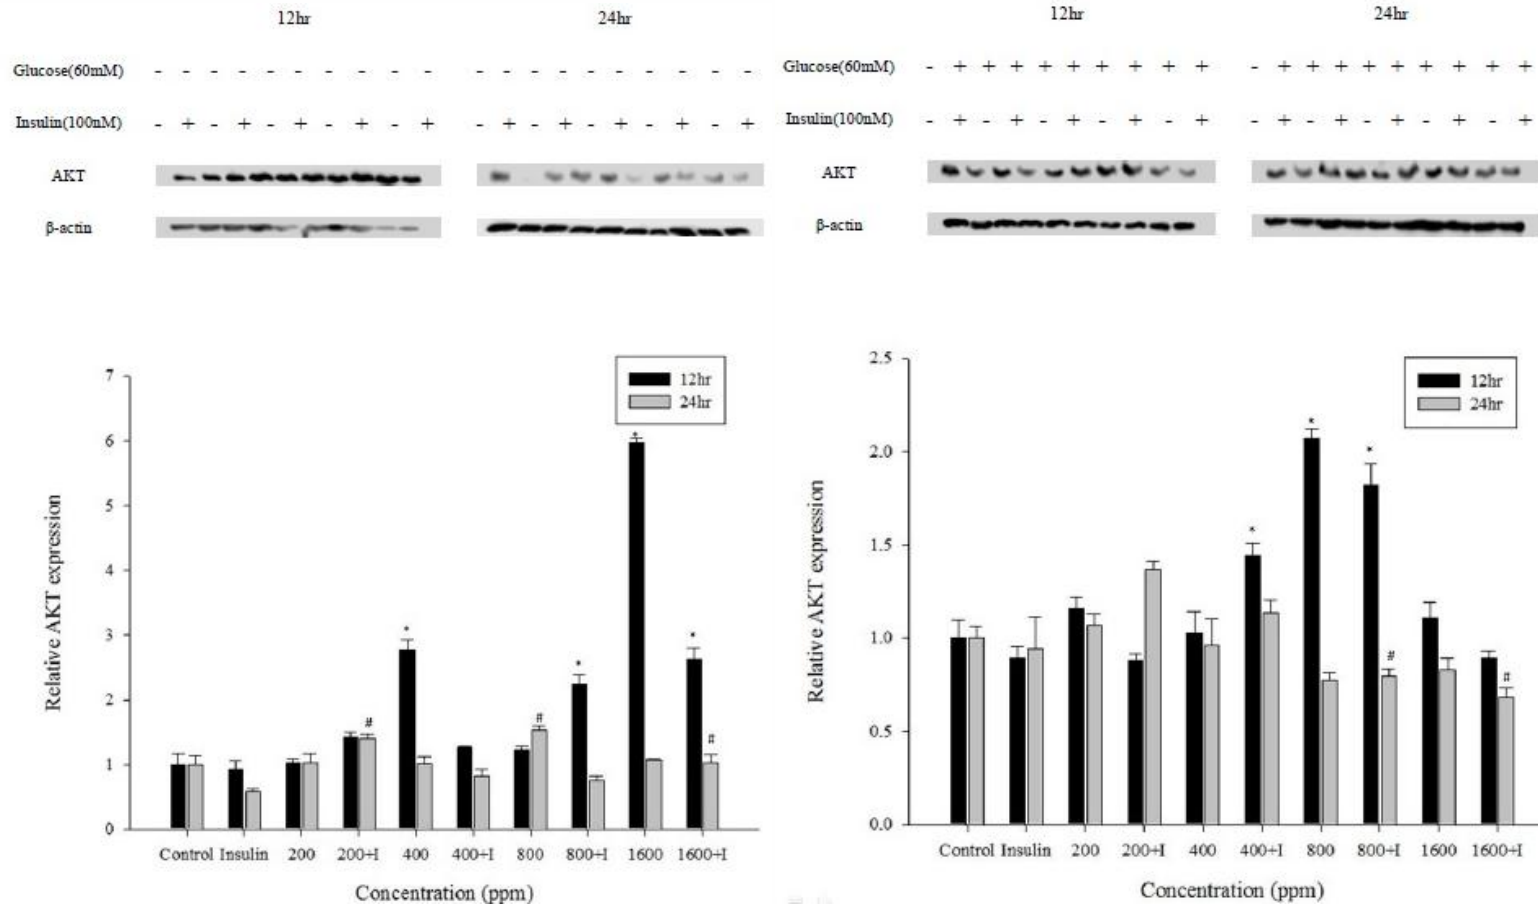 12hr 24hr
Glucose(60mM) - - - - - - - - - - - - - - - - - - - -
Insulin(100nM) - + - + - + - + - + - + - + - + - + - +
AKT
β-actin
7
6
5
4
3
2
1
0
Relative AKT expression
12hr
24hr
* * * * *
# # #
Control Insulin 200 200+I 400 400+I 800 800+I 1600 1600+I
Concentration (ppm)
12hr 24hr
Glucose(60mM) - + + + + + + + + + - + + + + + + + + +
Insulin(100nM) - + - + - + - + - + - + - + - + - + - +
AKT
β-actin
2.5
2.0
1.5
1.0
0.5
0.0
Relative AKT expression
12hr
24hr
* * *
# #
Control Insulin 200 200+I 400 400+I 800 800+I 1600 1600+I
Concentration (ppm)